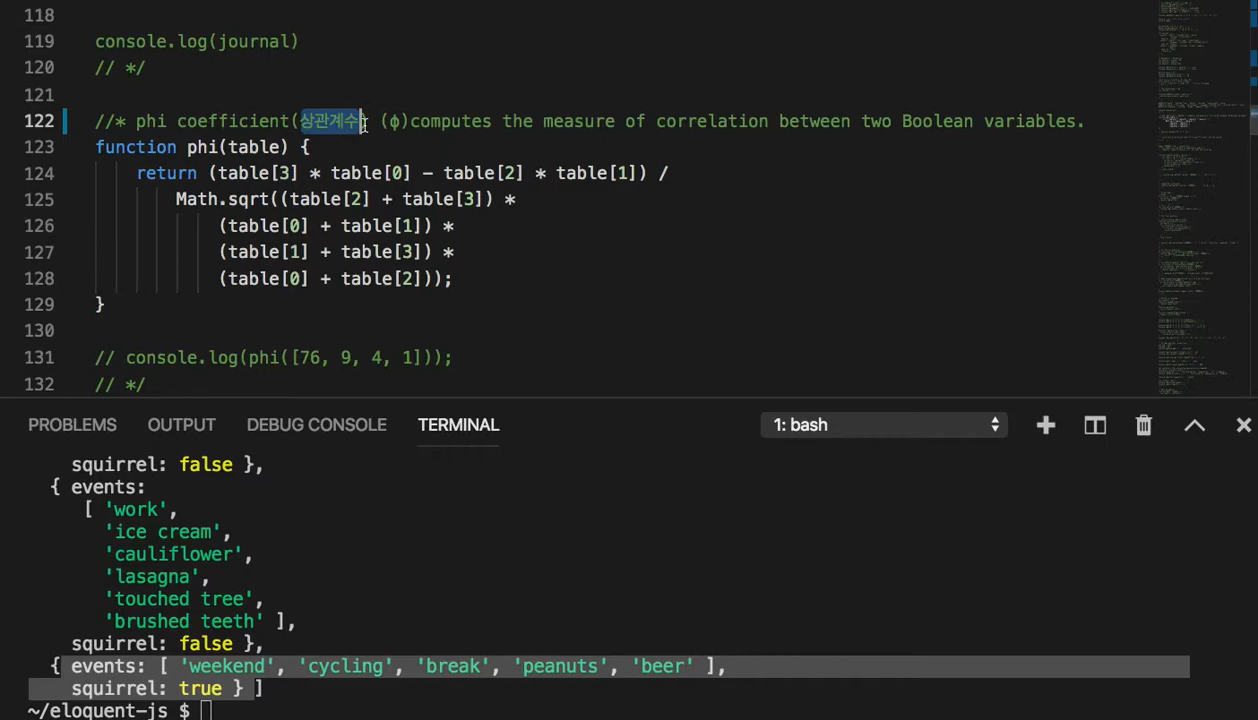 118
119 console.log(journal)
120 // */
121
122 //* phi coefficient(상관계수) (ϕ)computes the measure of correlation between two Boolean variables.
123 function phi(table) {
124 return (table[3] * table[0] - table[2] * table[1]) /
125 Math.sqrt((table[2] + table[3]) *
126 (table[0] + table[1]) *
127 (table[1] + table[3]) *
128 (table[0] + table[2]));
129 }
130
131 // console.log(phi([76, 9, 4, 1]));
132 // */
PROBLEMS OUTPUT DEBUG CONSOLE TERMINAL 1: bash
squirrel: false },
{ events:
[ 'work',
'ice cream',
'cauliflower',
'lasagna',
'touched tree',
'brushed teeth' ],
squirrel: false },
{ events: [ 'weekend', 'cycling', 'break', 'peanuts', 'beer' ],
squirrel: true } ]
~/eloquent-js $